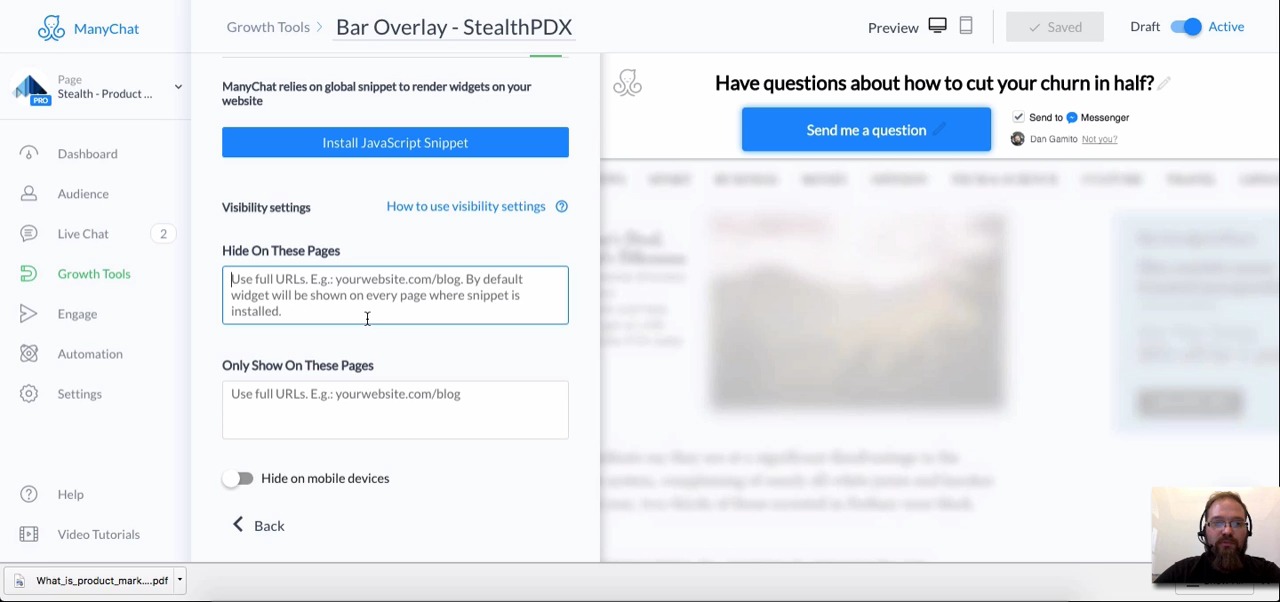 ManyChat
Growth Tools
Bar Overlay - StealthPDX
Preview
Saved
Draft
Active
Page
Stealth - Product ...
PRO
Dashboard
Audience
Live Chat
2
Growth Tools
Engage
Automation
Settings
Help
Video Tutorials
ManyChat relies on global snippet to render widgets on your
website
Install JavaScript Snippet
Visibility settings
How to use visibility settings
Hide On These Pages
Use full URLs. E.g.: yourwebsite.com/blog. By default
widget will be shown on every page where snippet is
installed.
Only Show On These Pages
Use full URLs. E.g.: yourwebsite.com/blog
Hide on mobile devices
Back
Have questions about how to cut your churn in half?
Send me a question
Send to Messenger
Dan Gamito Not you?
What_is_product_mark....pdf